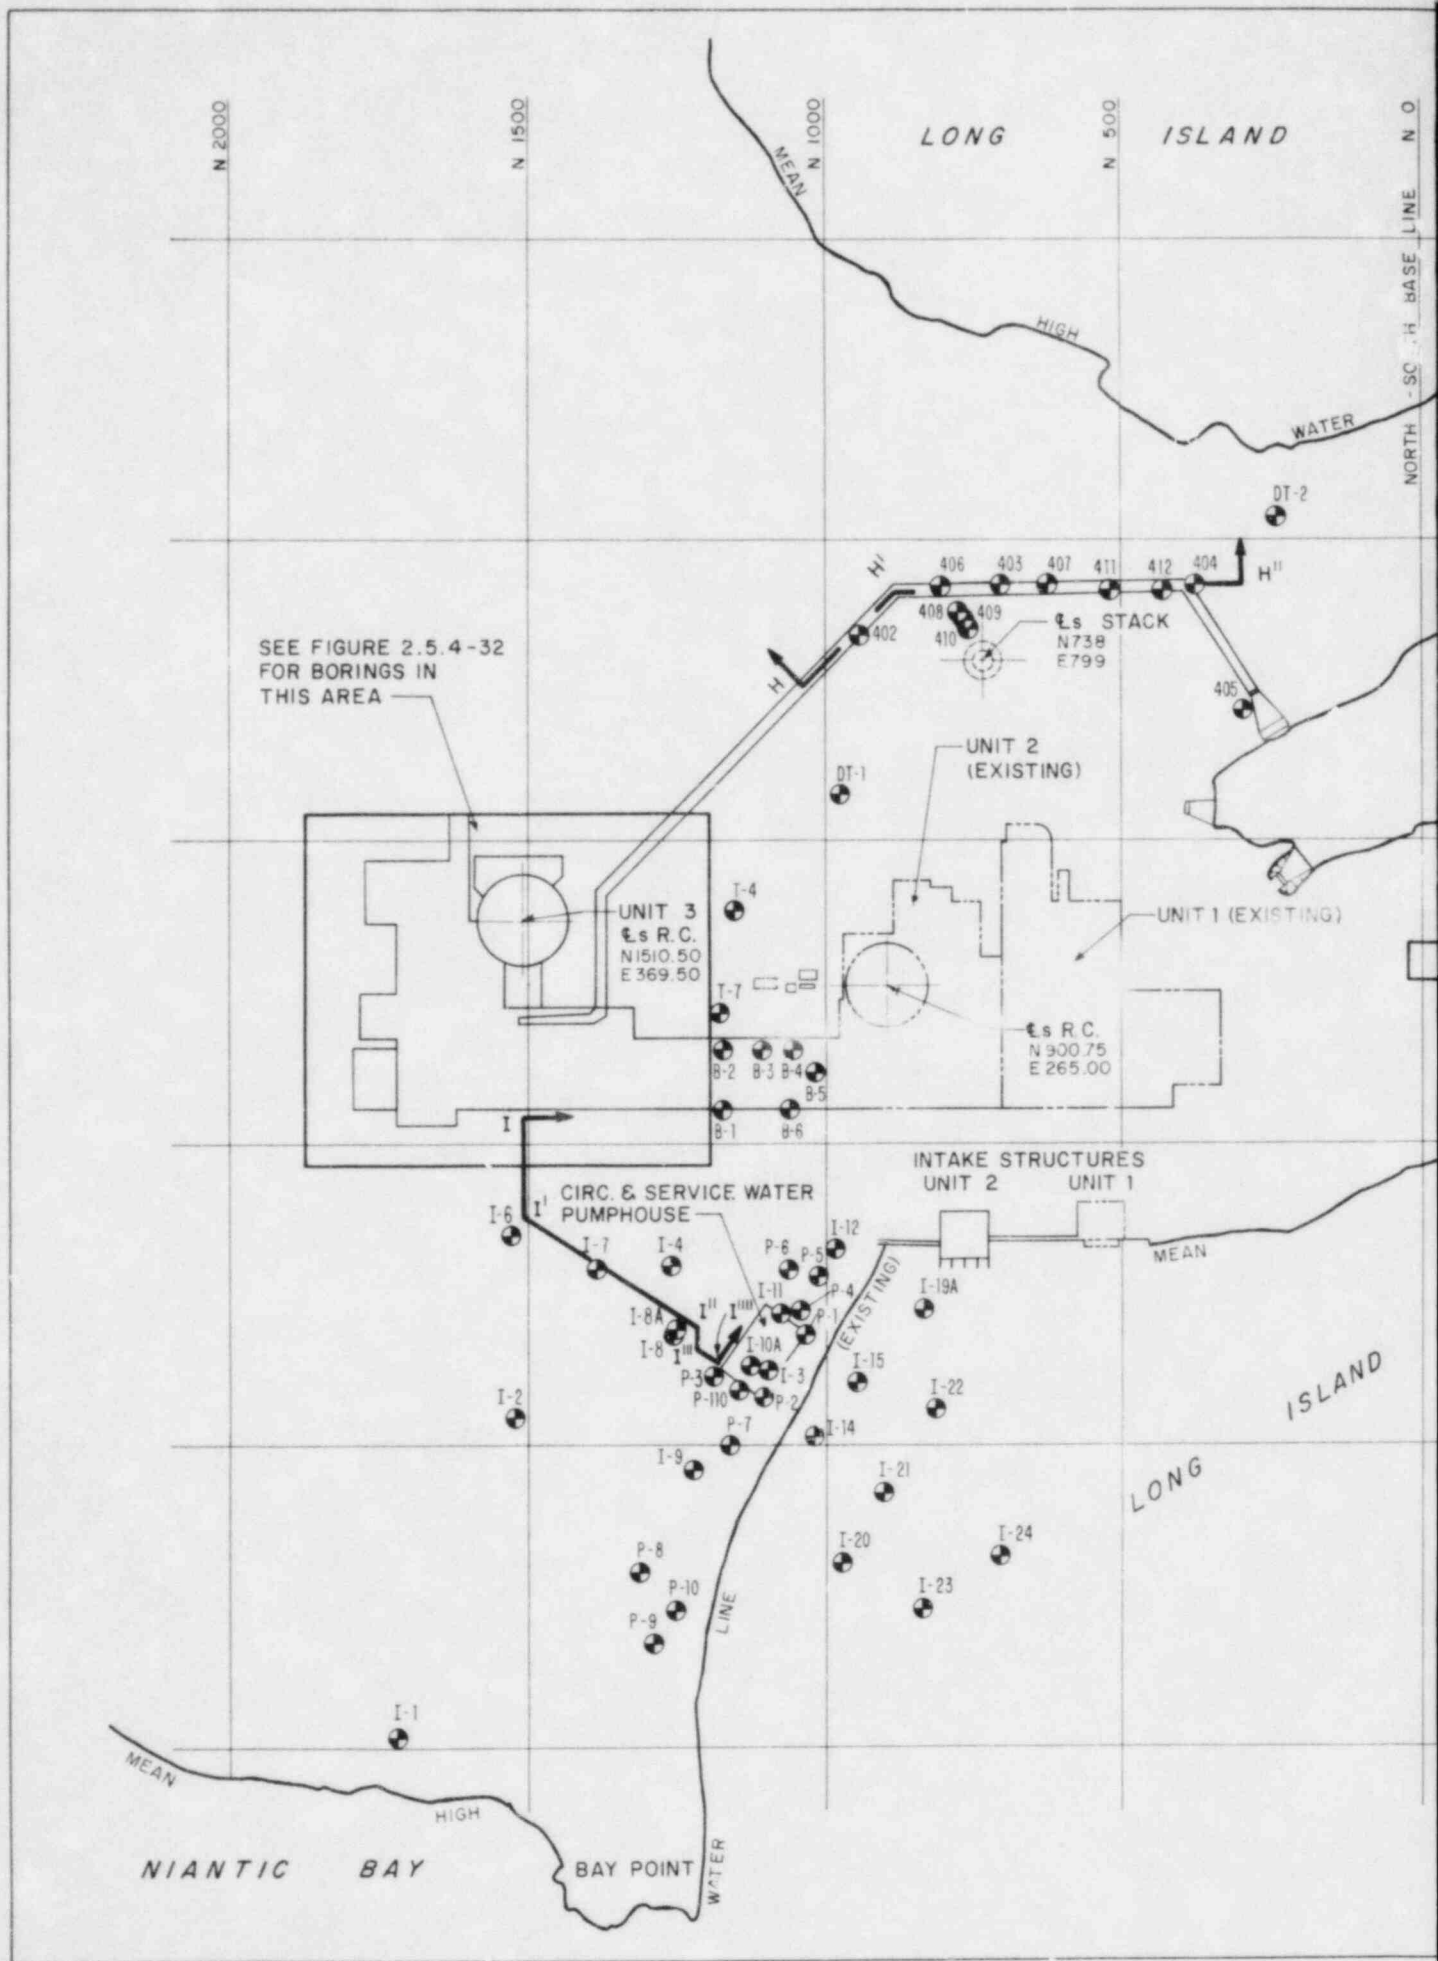 N 2000
N 1500
N 1000
N 500
N 0
LONG ISLAND
MEAN
HIGH
WATER
NORTH - SO H BASE LINE
DT-2
H'
406
403
407
411
412
404
H"
408
409
410
402
℄s STACK
N738
E799
SEE FIGURE 2.5.4-32
FOR BORINGS IN
THIS AREA
H
405
UNIT 2
(EXISTING)
DT-1
T-4
UNIT 3
℄s R.C.
N1510.50
E369.50
UNIT 1 (EXISTING)
T-7
℄s R.C.
N 900.75
E 265.00
B-2
B-3
B-4
B-5
I
B-1
B-6
INTAKE STRUCTURES
UNIT 2
UNIT 1
I'
CIRC. & SERVICE WATER
PUMPHOUSE
I-6
I-7
I-4
P-6
P-5
I-12
MEAN
(EXISTING)
I-11
P-4
I-19A
I-8A
I"
I""
P-1
I-8
I'''
I-10A
I-3
I-15
P-3
P-110
P-2
I-2
I-22
ISLAND
P-7
I-14
I-9
I-21
LONG
I-20
I-24
P-8
P-10
I-23
P-9
LINE
I-1
MEAN
HIGH
WATER
NIANTIC BAY
BAY POINT